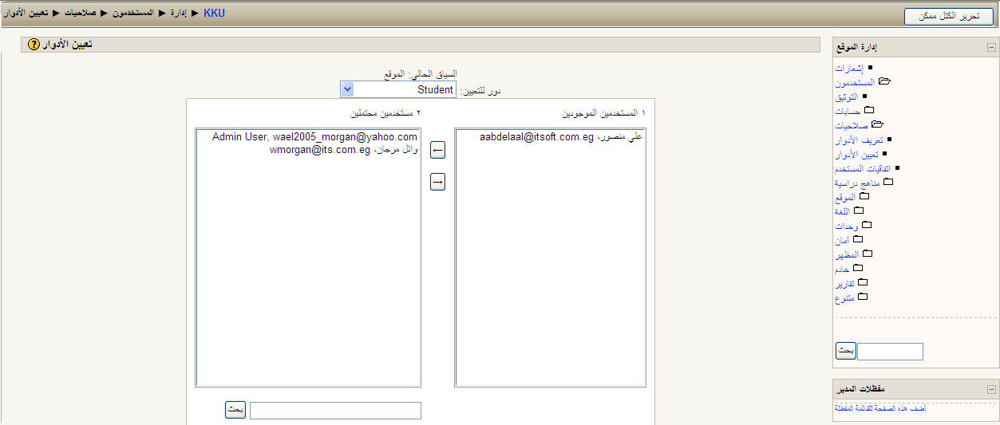 KKU ◄ إدارة ◄ المستخدمون ◄ صلاحيات ◄ تعيين الأدوار
تحرير الكتل ممكن
إدارة الموقع
إشعارات
المستخدمون
التوثيق
حسابات
صلاحيات
تعريف الأدوار
تعيين الأدوار
اتفاقيات المستخدم
مناهج دراسية
الموقع
اللغة
وحدات
أمان
المظهر
خادم
تقارير
متنوع
بحث
مفظلات المدير
أضف هذه الصفحة للقائمة المفظلة
تعيين الأدوار
السياق الحالي: الموقع
دور للتعيين: Student
١ المستخدمين الموجودين
٢ مستخدمين محتملين
علي منصور، aabdelaal@itsoft.com.eg
←
→
Admin User, wael2005_morgan@yahoo.com
وائل مرجان، wmorgan@its.com.eg
بحث